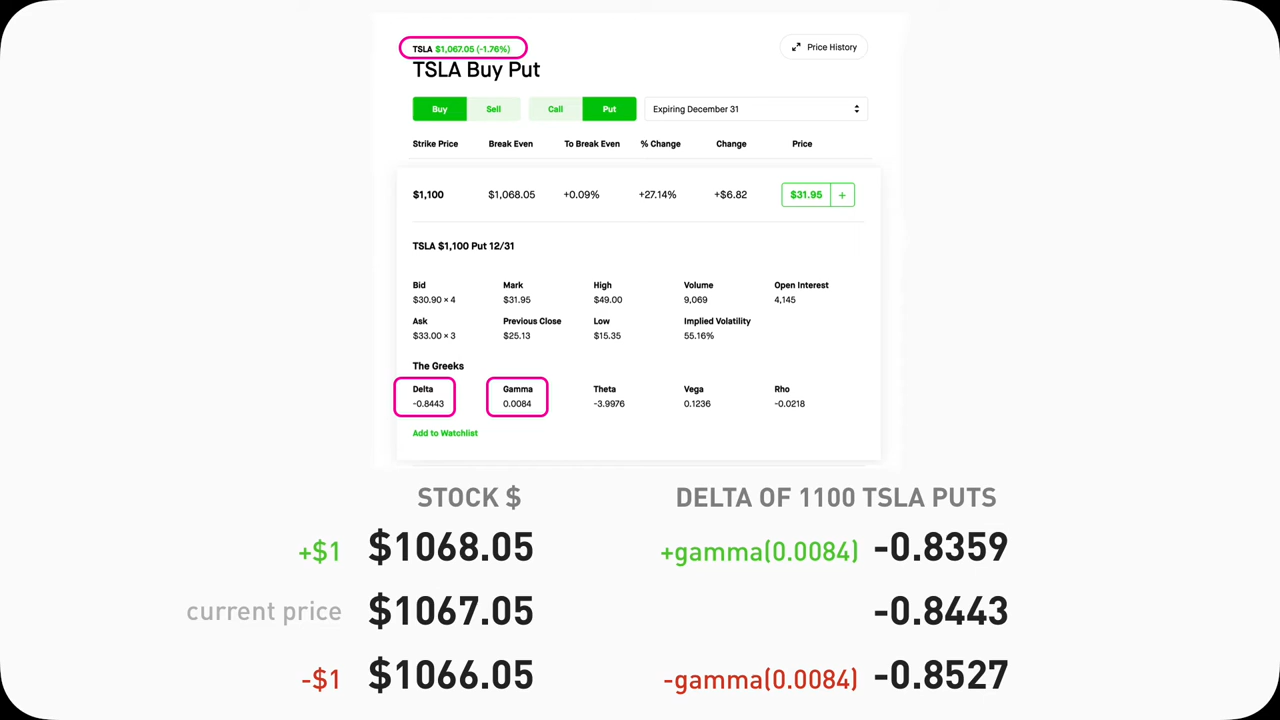 TSLA $1,067.05 (-1.76%)
Price History
TSLA Buy Put
Buy Sell Call Put Expiring December 31
Strike Price Break Even To Break Even % Change Change Price
$1,100 $1,068.05 +0.09% +27.14% +$6.82 $31.95 +
TSLA $1,100 Put 12/31
Bid Mark High Volume Open Interest
$30.90 × 4 $31.95 $49.00 9,069 4,145
Ask Previous Close Low Implied Volatility
$33.00 × 3 $25.13 $15.35 55.16%
The Greeks
Delta Gamma Theta Vega Rho
-0.8443 0.0084 -3.9976 0.1236 -0.0218
Add to Watchlist
STOCK $ DELTA OF 1100 TSLA PUTS
+$1 $1068.05 +gamma(0.0084) -0.8359
current price $1067.05 -0.8443
-$1 $1066.05 -gamma(0.0084) -0.8527